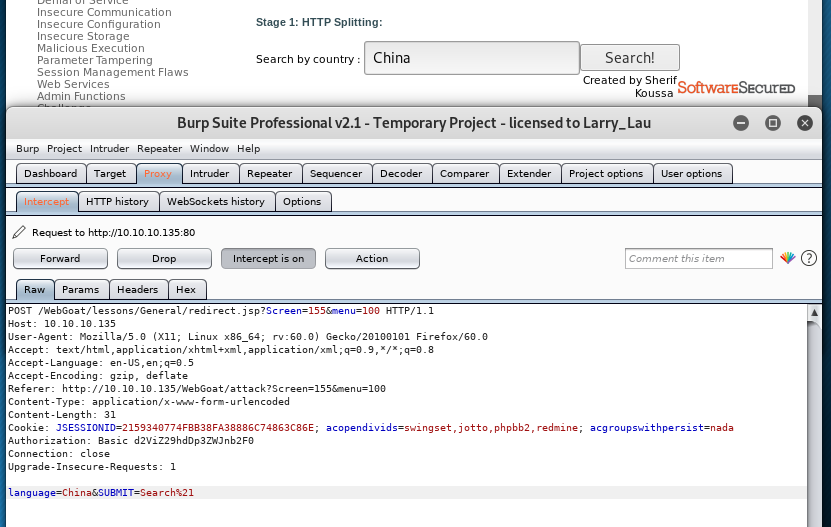 Denial of Service
Insecure Communication
Insecure Configuration
Insecure Storage
Malicious Execution
Parameter Tampering
Session Management Flaws
Web Services
Admin Functions
Challenge
Stage 1: HTTP Splitting:
Search by country : China Search!
Created by Sherif
Koussa
SoftwareSecured
Burp Suite Professional v2.1 - Temporary Project - licensed to Larry_Lau
Burp Project Intruder Repeater Window Help
Dashboard Target Proxy Intruder Repeater Sequencer Decoder Comparer Extender Project options User options
Intercept HTTP history WebSockets history Options
Request to http://10.10.10.135:80
Forward Drop Intercept is on Action Comment this item ?
Raw Params Headers Hex
POST /WebGoat/lessons/General/redirect.jsp?Screen=155&menu=100 HTTP/1.1
Host: 10.10.10.135
User-Agent: Mozilla/5.0 (X11; Linux x86_64; rv:60.0) Gecko/20100101 Firefox/60.0
Accept: text/html,application/xhtml+xml,application/xml;q=0.9,*/*;q=0.8
Accept-Language: en-US,en;q=0.5
Accept-Encoding: gzip, deflate
Referer: http://10.10.10.135/WebGoat/attack?Screen=155&menu=100
Content-Type: application/x-www-form-urlencoded
Content-Length: 31
Cookie: JSESSIONID=2159340774FBB38FA38886C74863C86E; acopendivids=swingset,jotto,phpbb2,redmine; acgroupswithpersist=nada
Authorization: Basic d2ViZ29hdDp3ZWJnb2F0
Connection: close
Upgrade-Insecure-Requests: 1
language=China&SUBMIT=Search%21